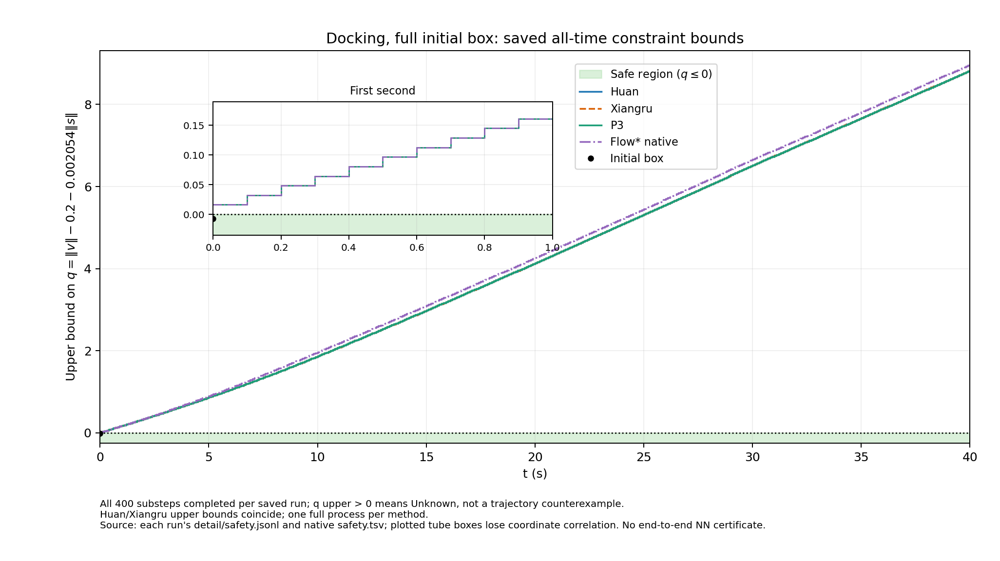 Docking, full initial box: saved all-time constraint bounds
Upper bound on q = ‖v‖ − 0.2 − 0.002054‖s‖
8
6
4
2
0
First second
0.15
0.10
0.05
0.00
0.0 0.2 0.4 0.6 0.8 1.0
Safe region (q ≤ 0)
Huan
Xiangru
P3
Flow* native
Initial box
0 5 10 15 20 25 30 35 40
t (s)
All 400 substeps completed per saved run; q upper > 0 means Unknown, not a trajectory counterexample.
Huan/Xiangru upper bounds coincide; one full process per method.
Source: each run's detail/safety.jsonl and native safety.tsv; plotted tube boxes lose coordinate correlation. No end-to-end NN certificate.